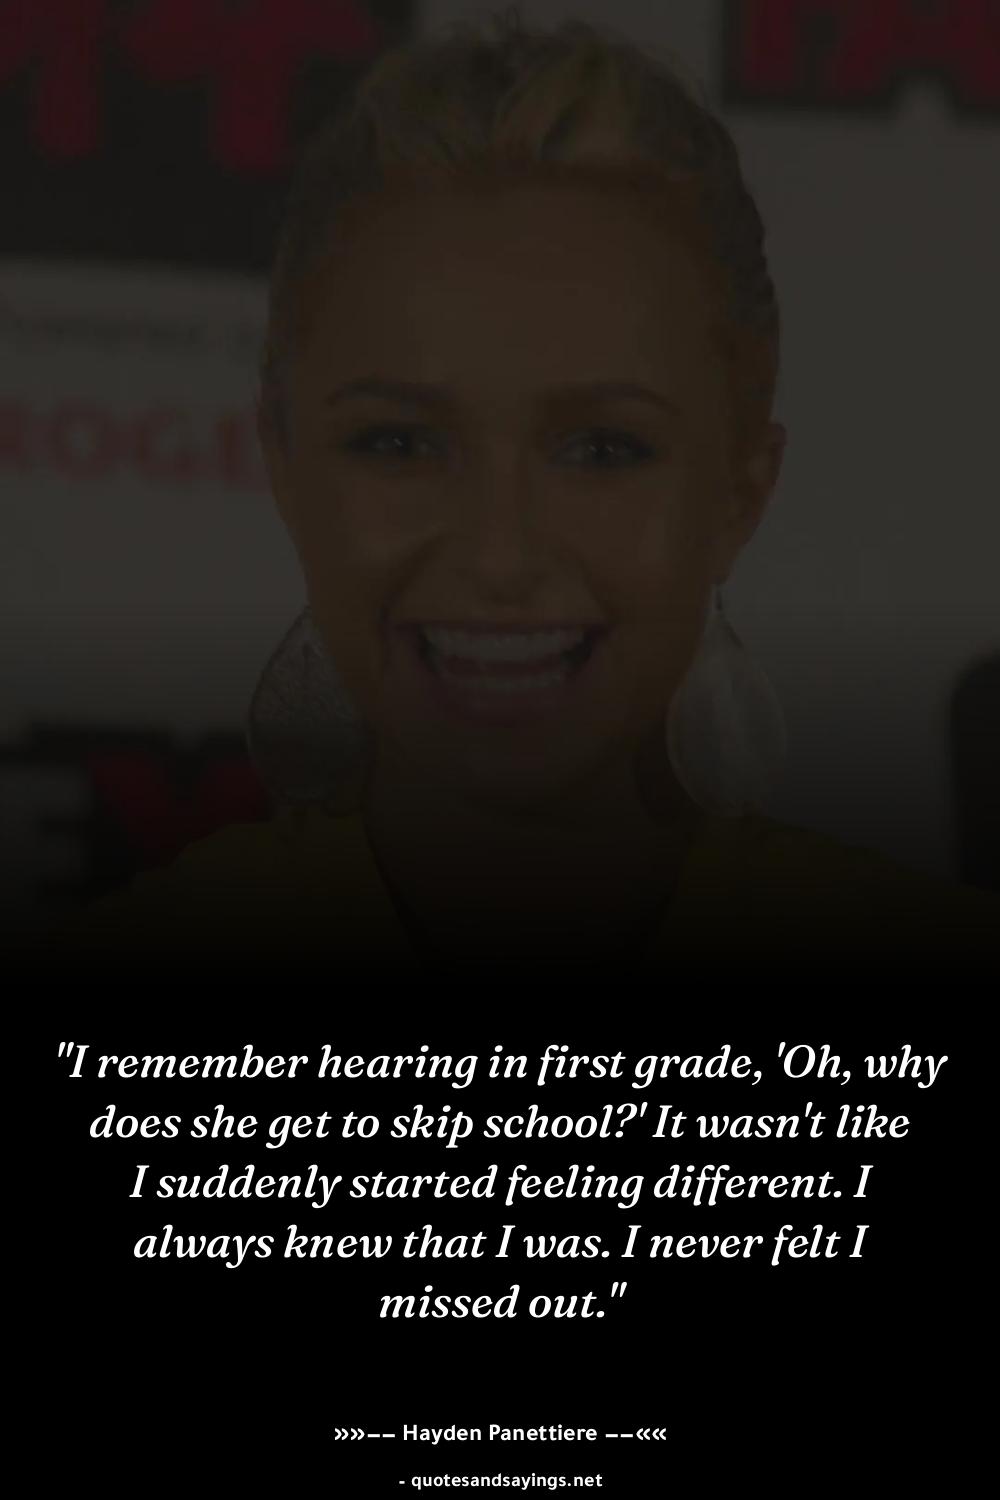 "I remember hearing in first grade, 'Oh, why
does she get to skip school?' It wasn't like
I suddenly started feeling different. I
always knew that I was. I never felt I
missed out."
»»—— Hayden Panettiere ——««
- quotesandsayings.net